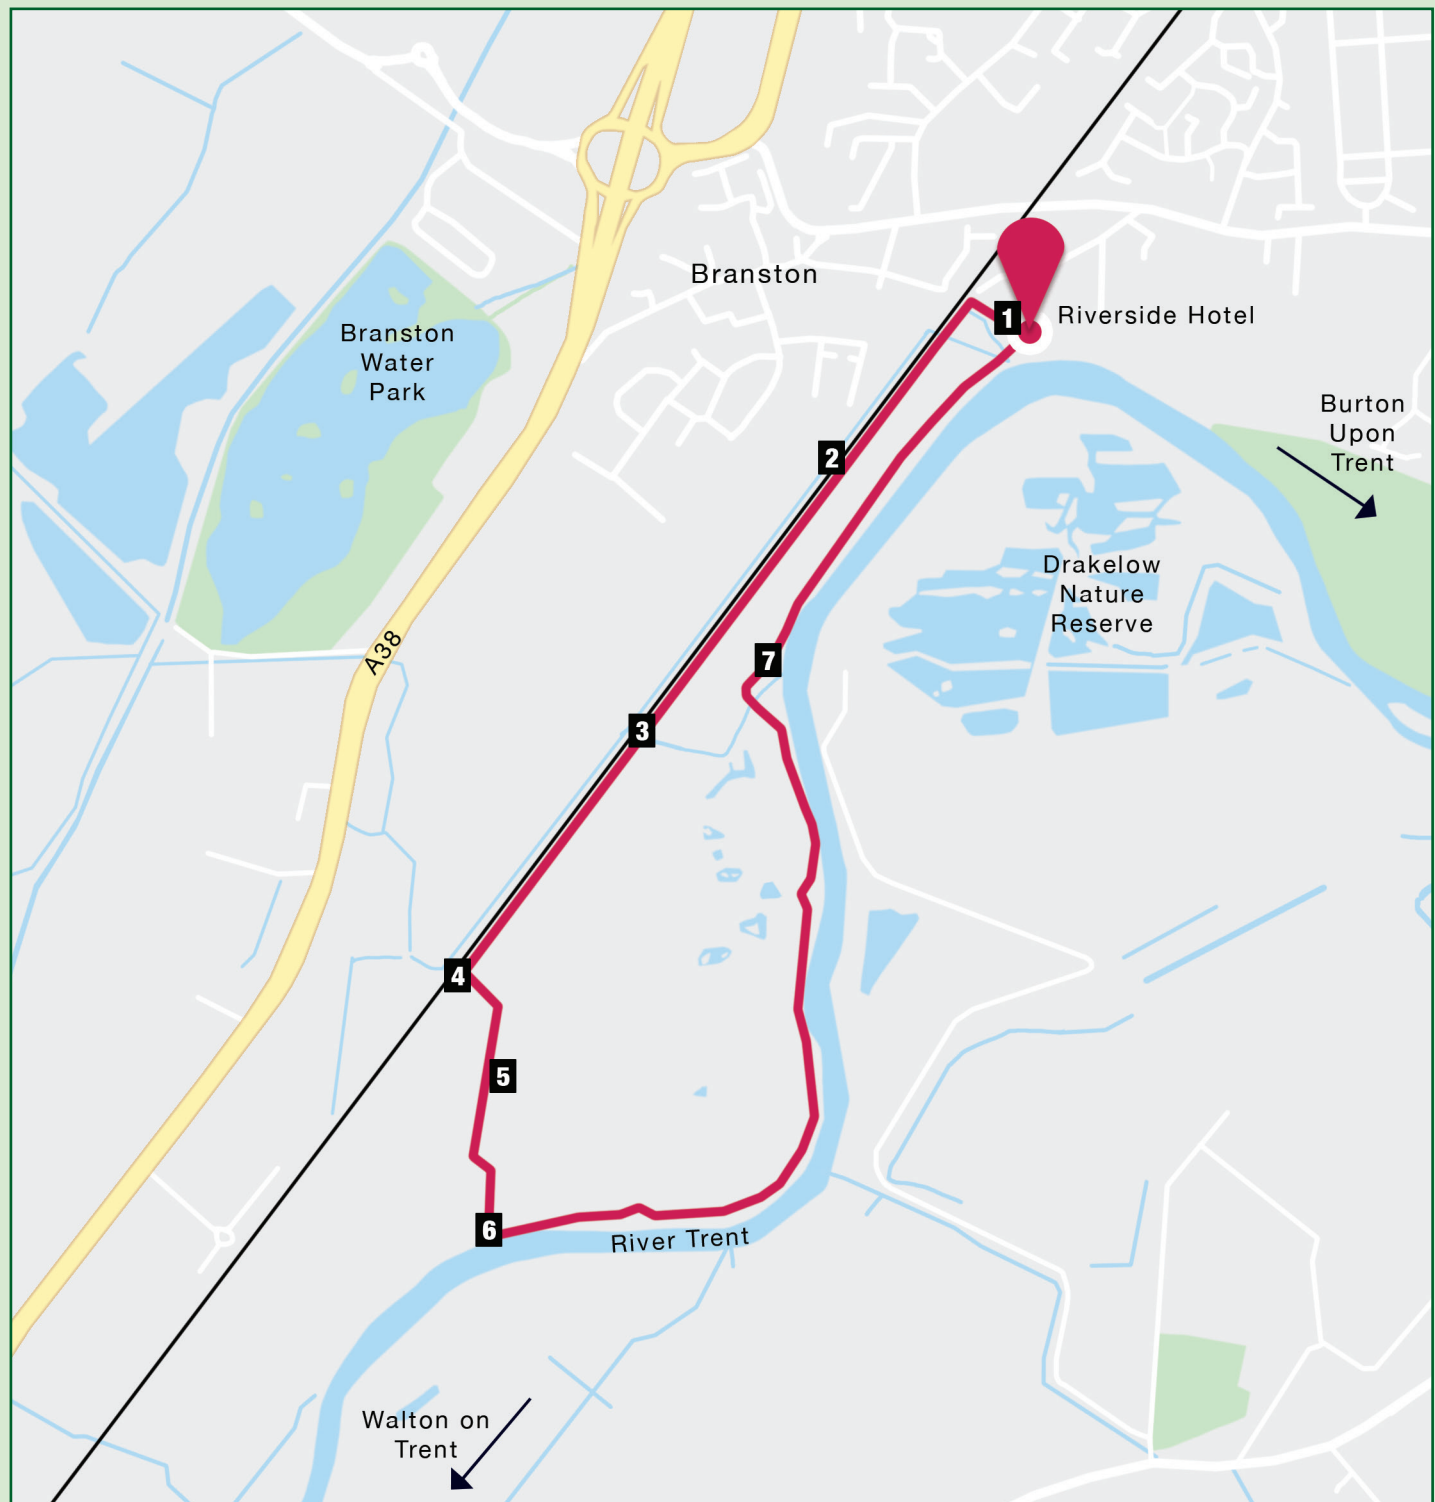 Branston
1
Riverside Hotel
Branston
Water
Park
Burton
Upon
Trent
2
Drakelow
Nature
Reserve
A38
7
3
4
5
6
River Trent
Walton on
Trent